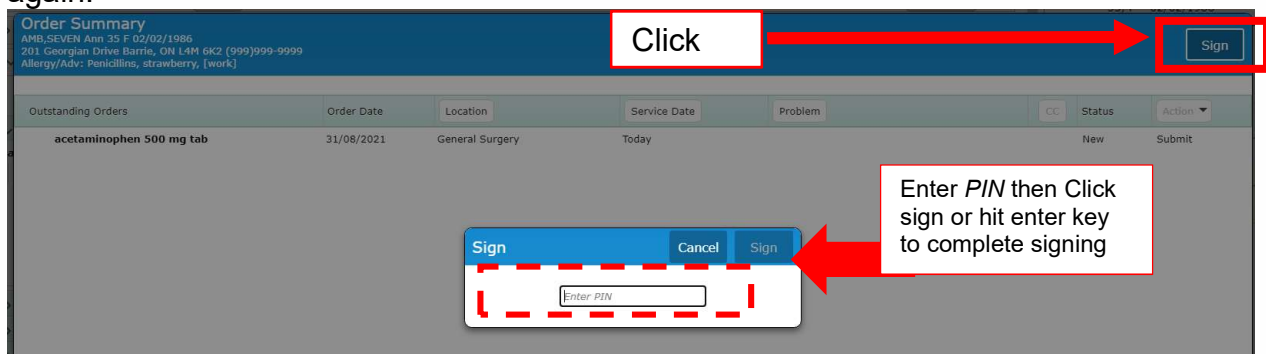 again.
Order Summary
AMB,SEVEN Ann 35 F 02/02/1986
201 Georgian Drive Barrie, ON L4M 6K2 (999)999-9999
Allergy/Adv: Penicillins, strawberry, [work]
Click
Sign
Outstanding Orders Order Date Location Service Date Problem CC Status Action
acetaminophen 500 mg tab 31/08/2021 General Surgery Today New Submit
Enter PIN then Click
sign or hit enter key
to complete signing
Sign Cancel Sign
Enter PIN